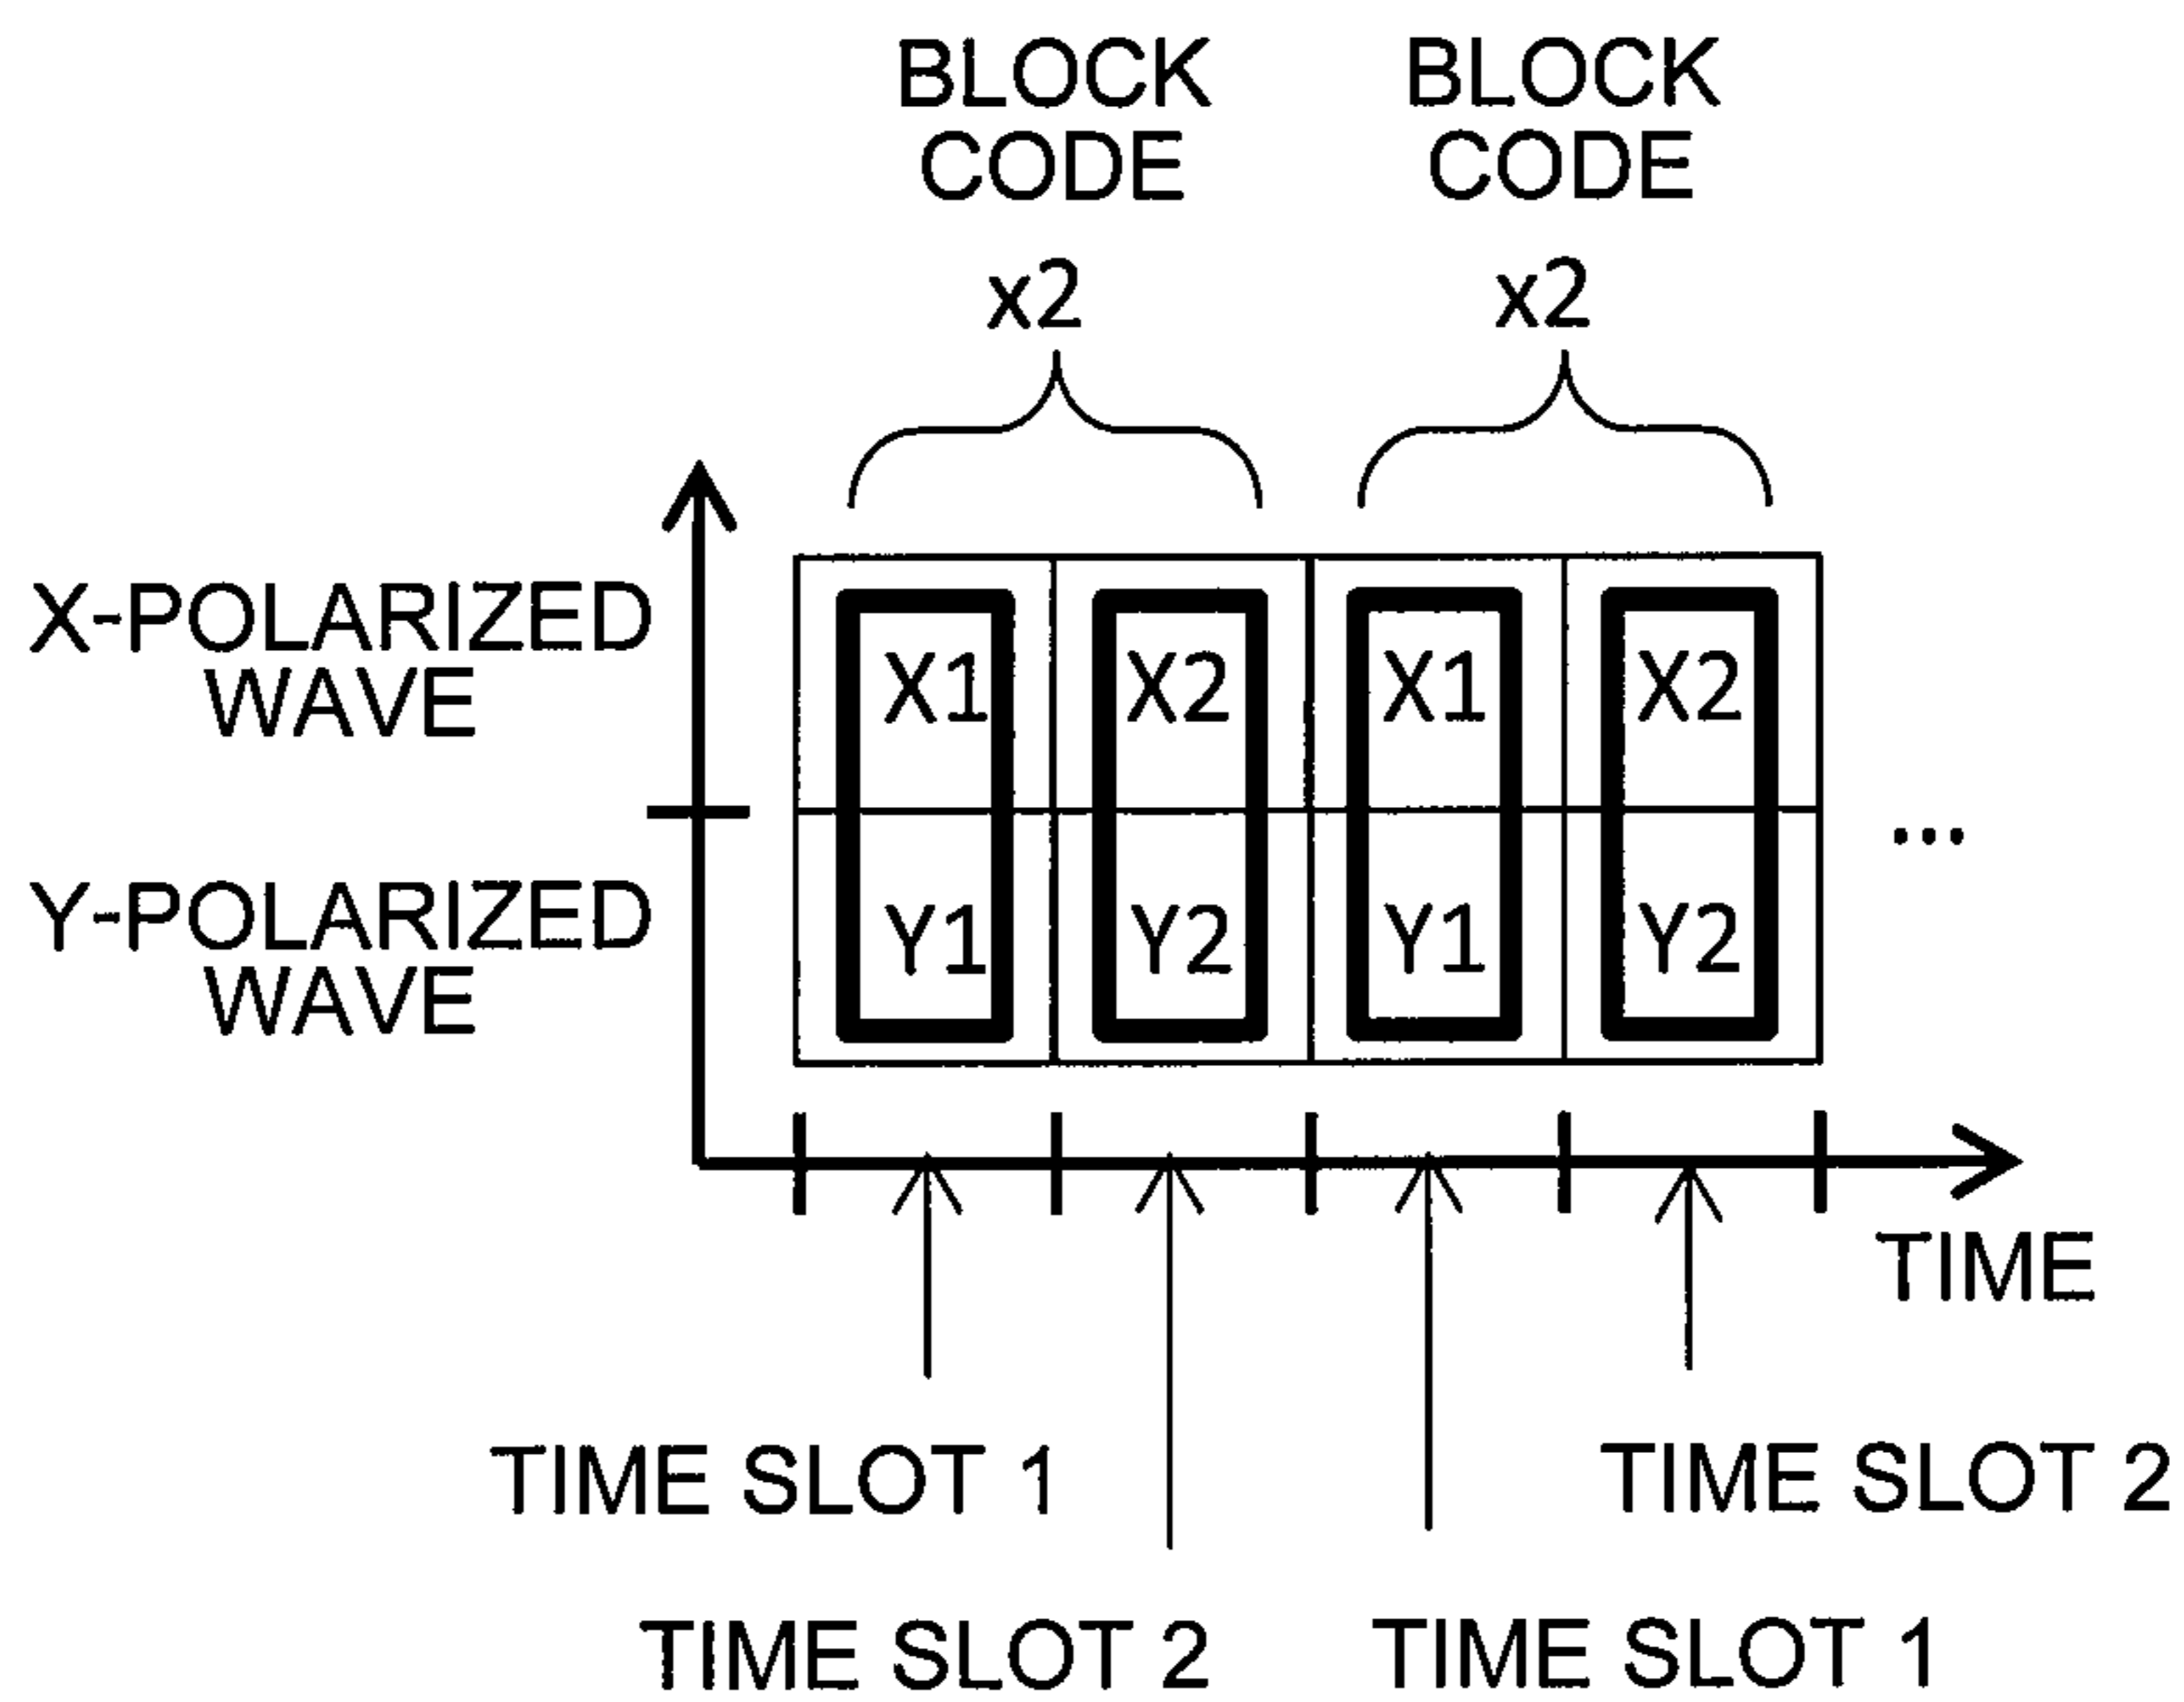 BLOCK BLOCK
CODE CODE
x2 x2
X-POLARIZED
WAVE
X1 X2 X1 X2
Y-POLARIZED
WAVE
Y1 Y2 Y1 Y2
...
TIME
TIME SLOT 1 TIME SLOT 2
TIME SLOT 2 TIME SLOT 1